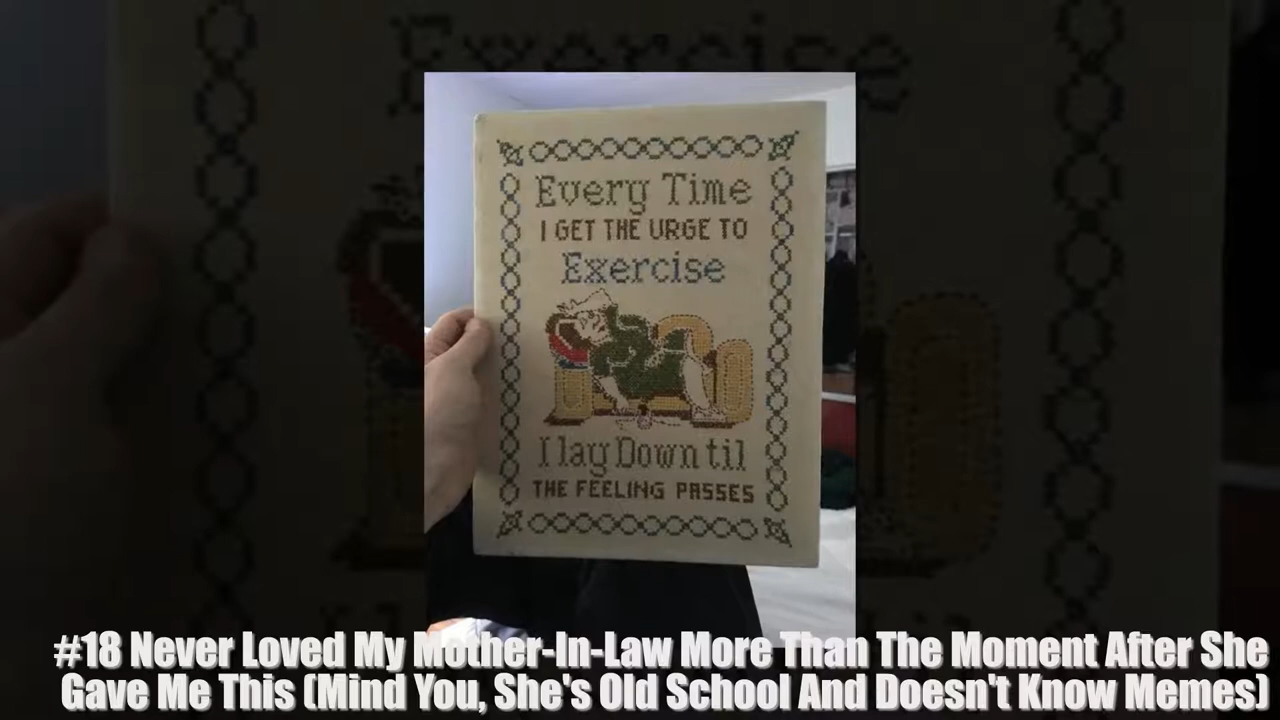 Every Time
I GET THE URGE TO
Exercise
I lay Down til
THE FEELING PASSES
#18 Never Loved My Mother-In-Law More Than The Moment After She
Gave Me This (Mind You, She's Old School And Doesn't Know Memes)